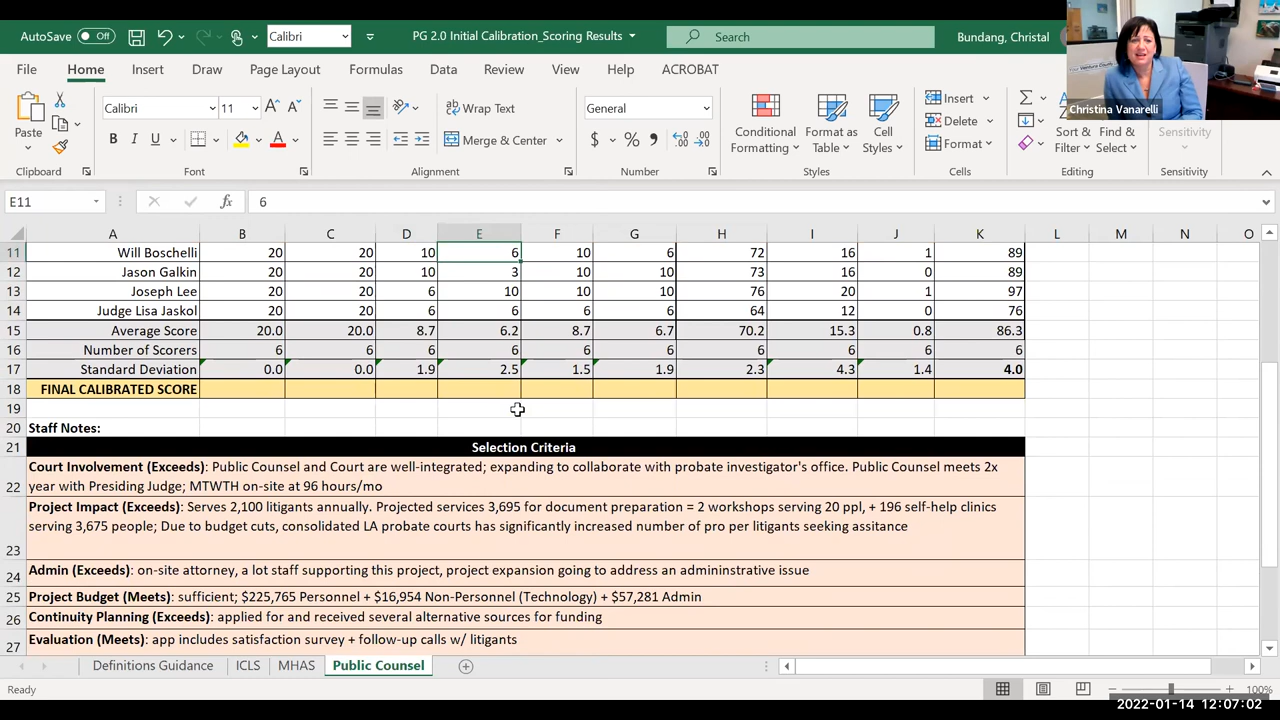 AutoSave Off Calibri PG 2.0 Initial Calibration_Scoring Results Search Bundang, Christal
File Home Insert Draw Page Layout Formulas Data Review View Help ACROBAT
Christina Vanarelli
Paste Calibri 11 A A Wrap Text General Conditional Formatting Format as Table Cell Styles Insert Delete Format Sort & Filter Find & Select Sensitivity
B I U A Merge & Center $ % 9
Clipboard Font Alignment Number Styles Cells Editing Sensitivity
E11 fx 6
A B C D E F G H I J K L M N O
11 Will Boschelli 20 20 10 6 10 6 72 16 1 89
12 Jason Galkin 20 20 10 3 10 10 73 16 0 89
13 Joseph Lee 20 20 6 10 10 10 76 20 1 97
14 Judge Lisa Jaskol 20 20 6 6 6 6 64 12 0 76
15 Average Score 20.0 20.0 8.7 6.2 8.7 6.7 70.2 15.3 0.8 86.3
16 Number of Scorers 6 6 6 6 6 6 6 6 6 6
17 Standard Deviation 0.0 0.0 1.9 2.5 1.5 1.9 2.3 4.3 1.4 4.0
18 FINAL CALIBRATED SCORE
19
20 Staff Notes:
21 Selection Criteria
Court Involvement (Exceeds): Public Counsel and Court are well-integrated; expanding to collaborate with probate investigator's office. Public Counsel meets 2x
22 year with Presiding Judge; MTWTH on-site at 96 hours/mo
Project Impact (Exceeds): Serves 2,100 litigants annually. Projected services 3,695 for document preparation = 2 workshops serving 20 ppl, + 196 self-help clinics
serving 3,675 people; Due to budget cuts, consolidated LA probate courts has significantly increased number of pro per litigants seeking assitance
23
24 Admin (Exceeds): on-site attorney, a lot staff supporting this project, project expansion going to address an admininstrative issue
25 Project Budget (Meets): sufficient; $225,765 Personnel + $16,954 Non-Personnel (Technology) + $57,281 Admin
26 Continuity Planning (Exceeds): applied for and received several alternative sources for funding
27 Evaluation (Meets): app includes satisfaction survey + follow-up calls w/ litigants
Definitions Guidance ICLS MHAS Public Counsel
Ready 100%
2022-01-14 12:07:02